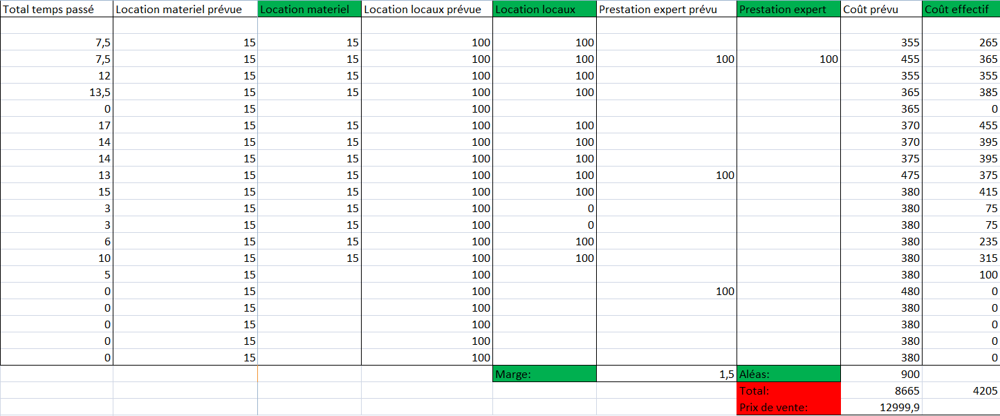 Total temps passé Location materiel prévue Location materiel Location locaux prévue Location locaux Prestation expert prévu Prestation expert Coût prévu Coût effectif
7,5 15 15 100 100 355 265
7,5 15 15 100 100 100 100 455 365
12 15 15 100 100 355 355
13,5 15 15 100 100 365 385
0 15 100 365 0
17 15 15 100 100 370 455
14 15 15 100 100 370 395
14 15 15 100 100 375 395
13 15 15 100 100 100 475 375
15 15 15 100 100 380 415
3 15 15 100 0 380 75
3 15 15 100 0 380 75
6 15 15 100 100 380 235
10 15 15 100 100 380 315
5 15 100 380 100
0 15 100 100 480 0
0 15 100 380 0
0 15 100 380 0
0 15 100 380 0
0 15 100 380 0
Marge: 1,5 Aléas: 900
Total: 8665 4205
Prix de vente: 12999,9